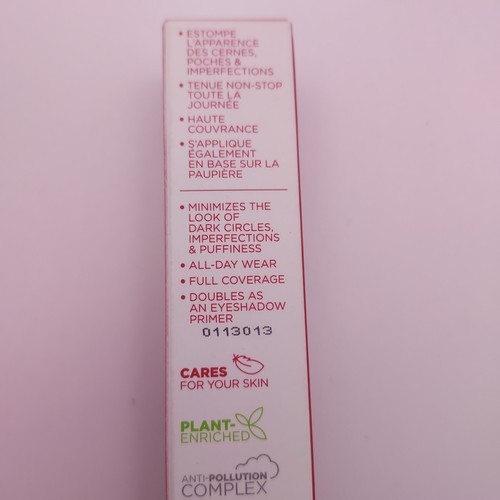 • ESTOMPE
L'APPARENCE
DES CERNES,
POCHES &
IMPERFECTIONS
• TENUE NON-STOP
TOUTE LA
JOURNÉE
• HAUTE
COUVRANCE
• S'APPLIQUE
ÉGALEMENT
EN BASE SUR LA
PAUPIÈRE
• MINIMIZES THE
LOOK OF
DARK CIRCLES,
IMPERFECTIONS
& PUFFINESS
• ALL-DAY WEAR
• FULL COVERAGE
• DOUBLES AS
AN EYESHADOW
PRIMER
0113013
CARES
FOR YOUR SKIN
PLANT-
ENRICHED
ANTI-POLLUTION
COMPLEX